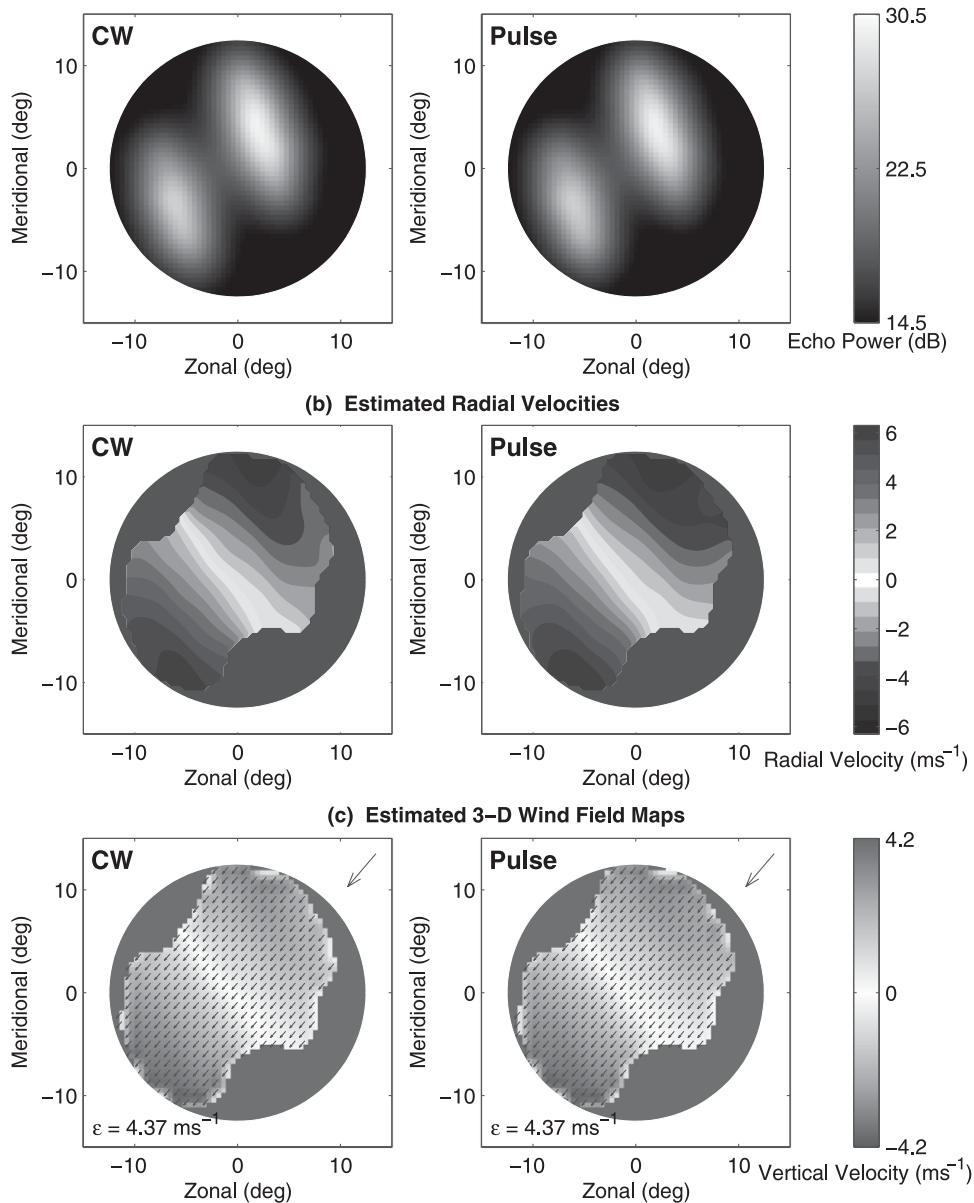 CW
Pulse
30.5
22.5
14.5
Echo Power (dB)
10
0
−10
Meridional (deg)
−10 0 10
Zonal (deg)
10
0
−10
Meridional (deg)
−10 0 10
Zonal (deg)
(b) Estimated Radial Velocities
CW
Pulse
6
4
2
0
−2
−4
−6
Radial Velocity (ms⁻¹)
10
0
−10
Meridional (deg)
−10 0 10
Zonal (deg)
10
0
−10
Meridional (deg)
−10 0 10
Zonal (deg)
(c) Estimated 3−D Wind Field Maps
CW
Pulse
4.2
0
−4.2
Vertical Velocity (ms⁻¹)
10
0
−10
Meridional (deg)
ε = 4.37 ms⁻¹
−10 0 10
Zonal (deg)
10
0
−10
Meridional (deg)
ε = 4.37 ms⁻¹
−10 0 10
Zonal (deg)